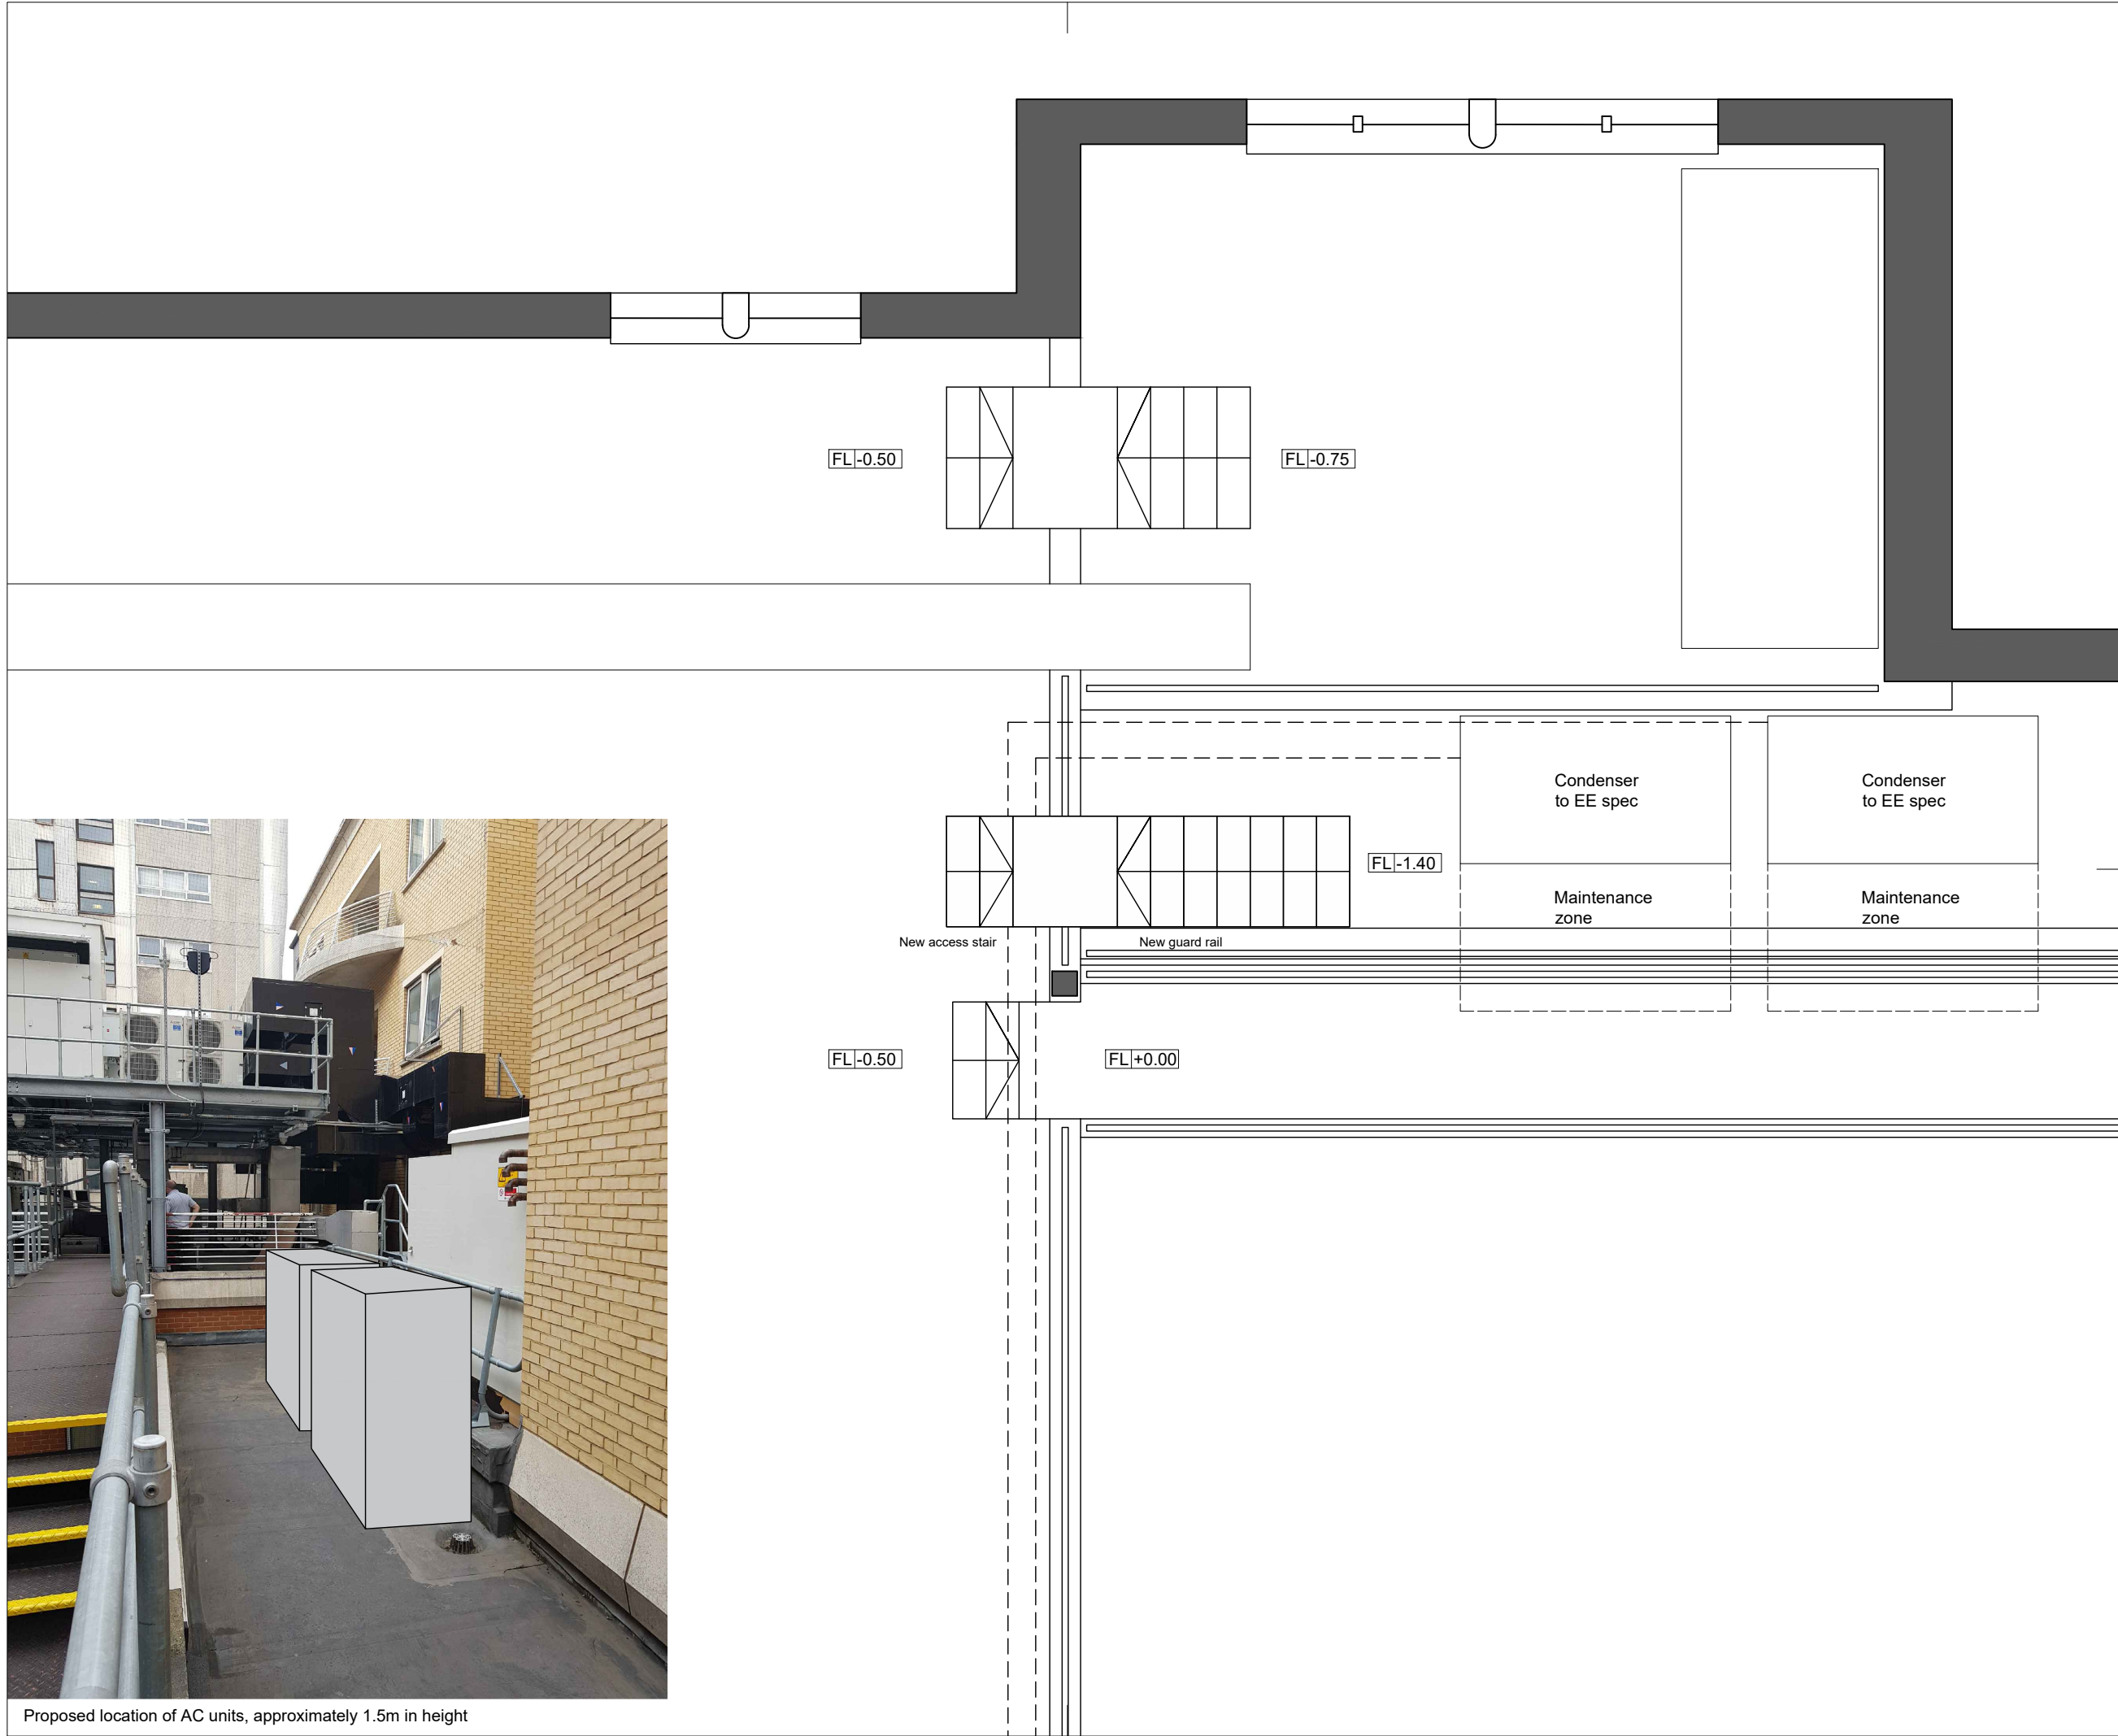 FL -0.50
FL -0.75
Condenser
to EE spec
Condenser
to EE spec
FL -1.40
Maintenance
zone
Maintenance
zone
New access stair
New guard rail
FL -0.50
FL +0.00
Proposed location of AC units, approximately 1.5m in height